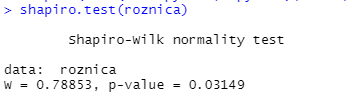 > shapiro.test(roznica)
Shapiro-Wilk normality test
data:  roznica
W = 0.78853, p-value = 0.03149